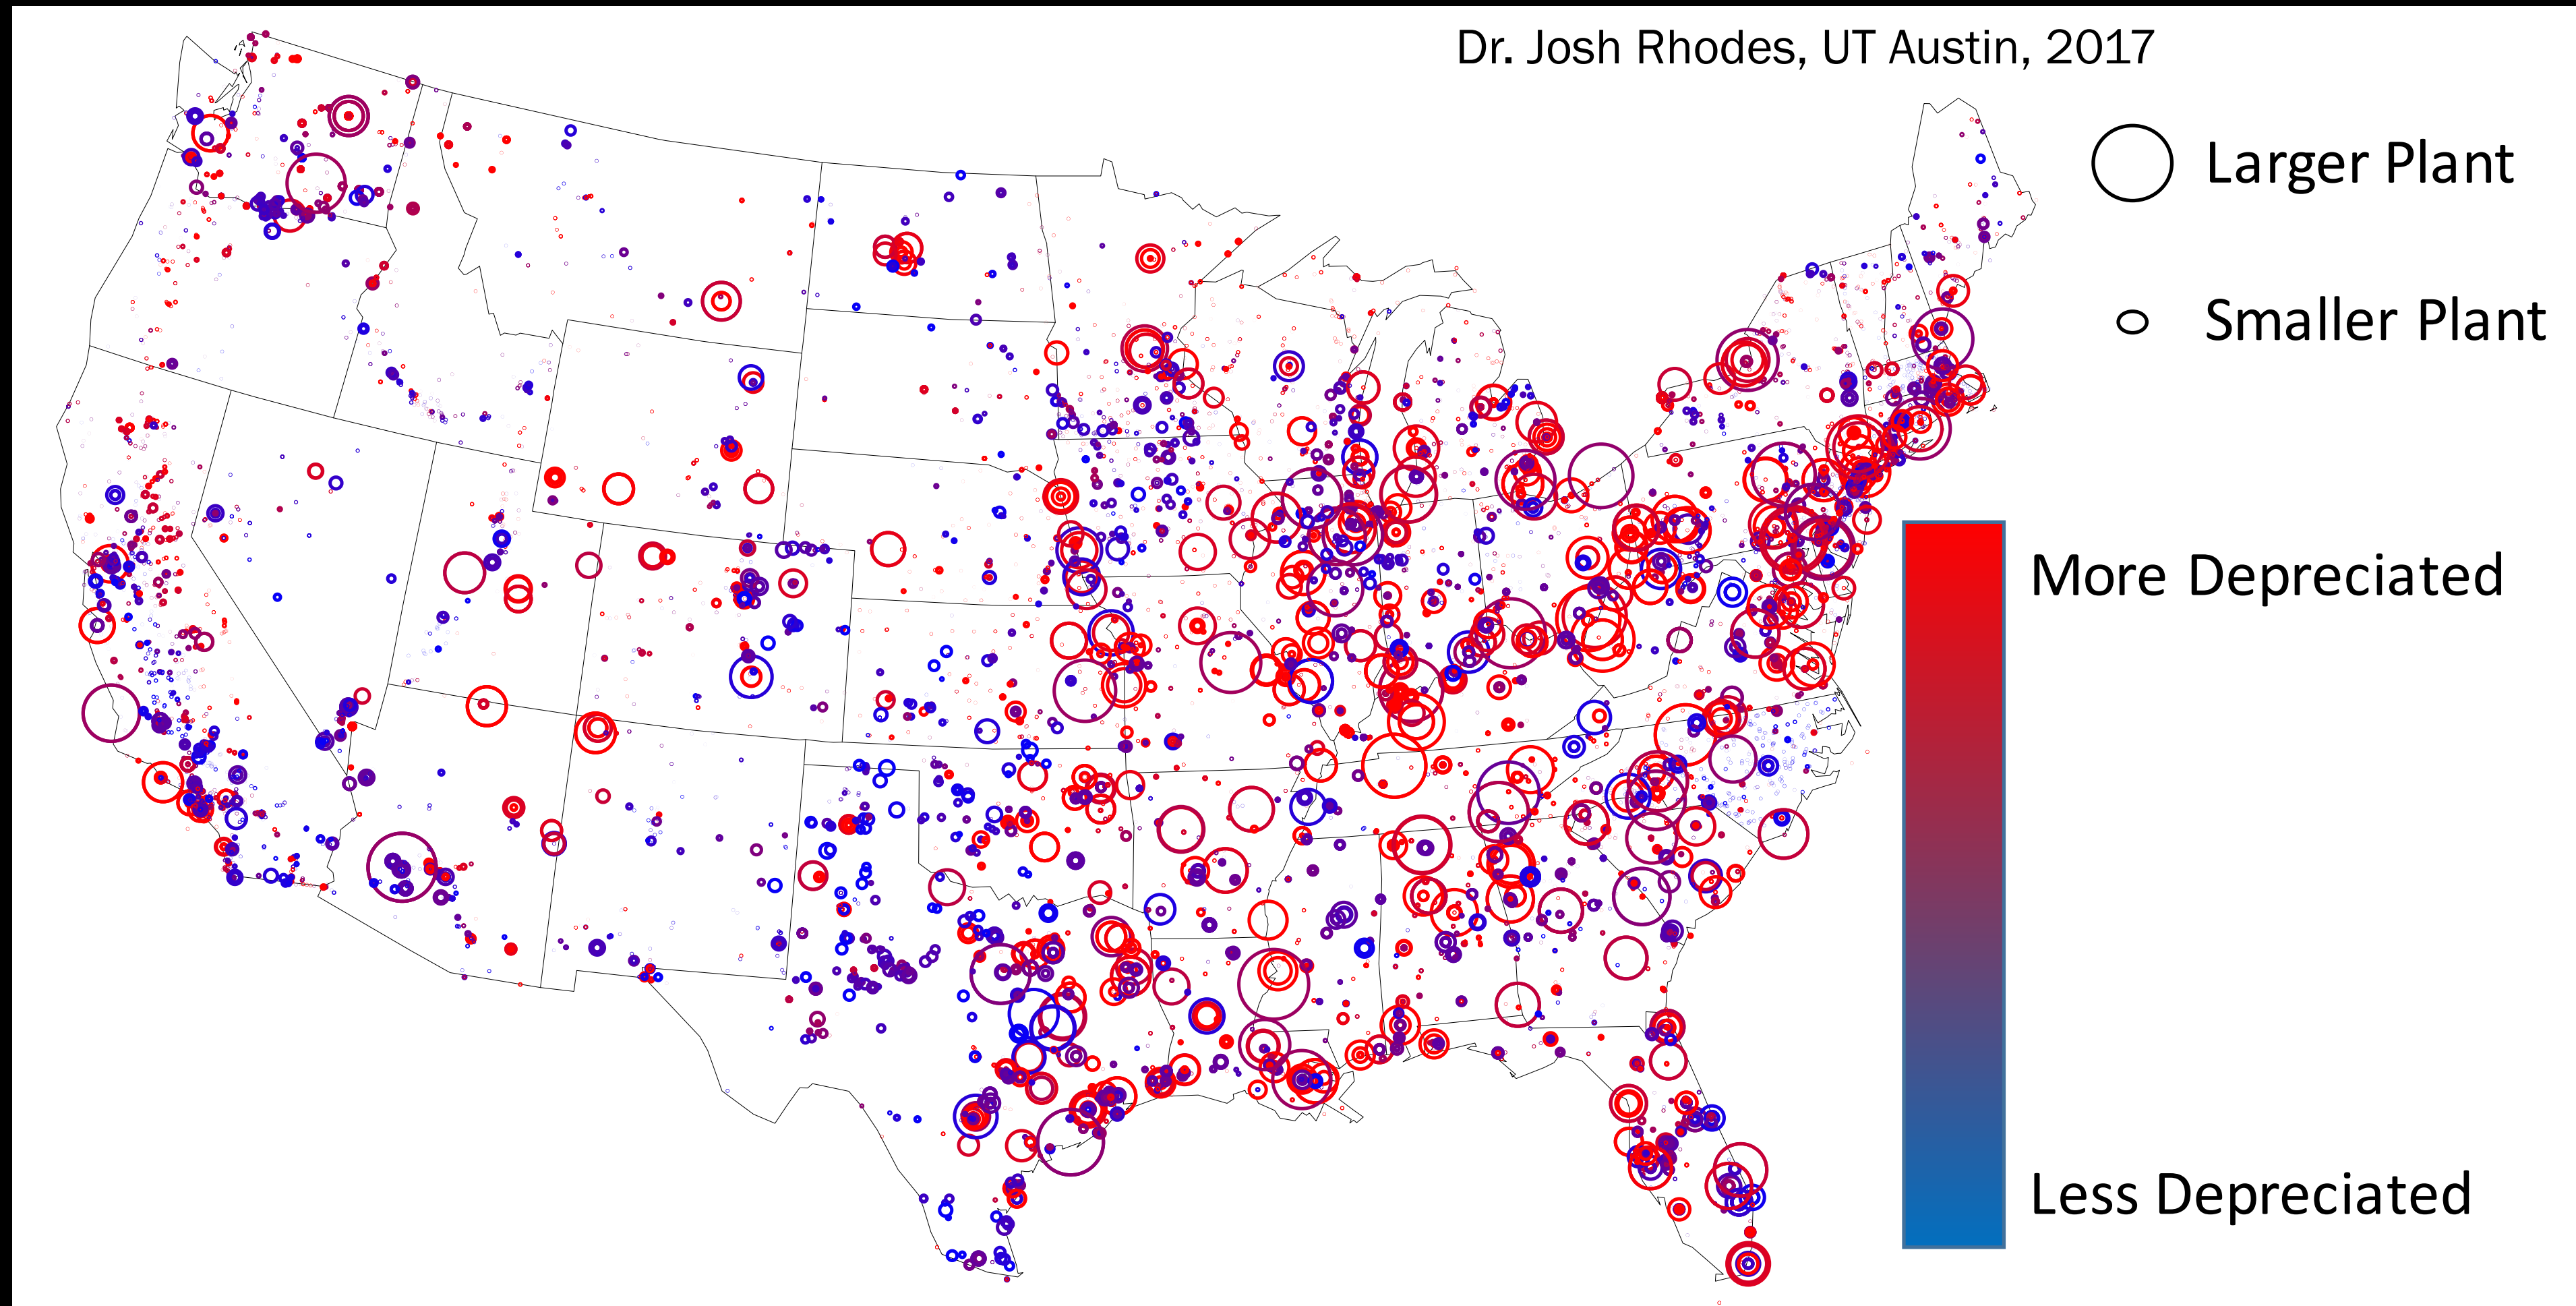 Dr. Josh Rhodes, UT Austin, 2017
Larger Plant
Smaller Plant
More Depreciated
Less Depreciated